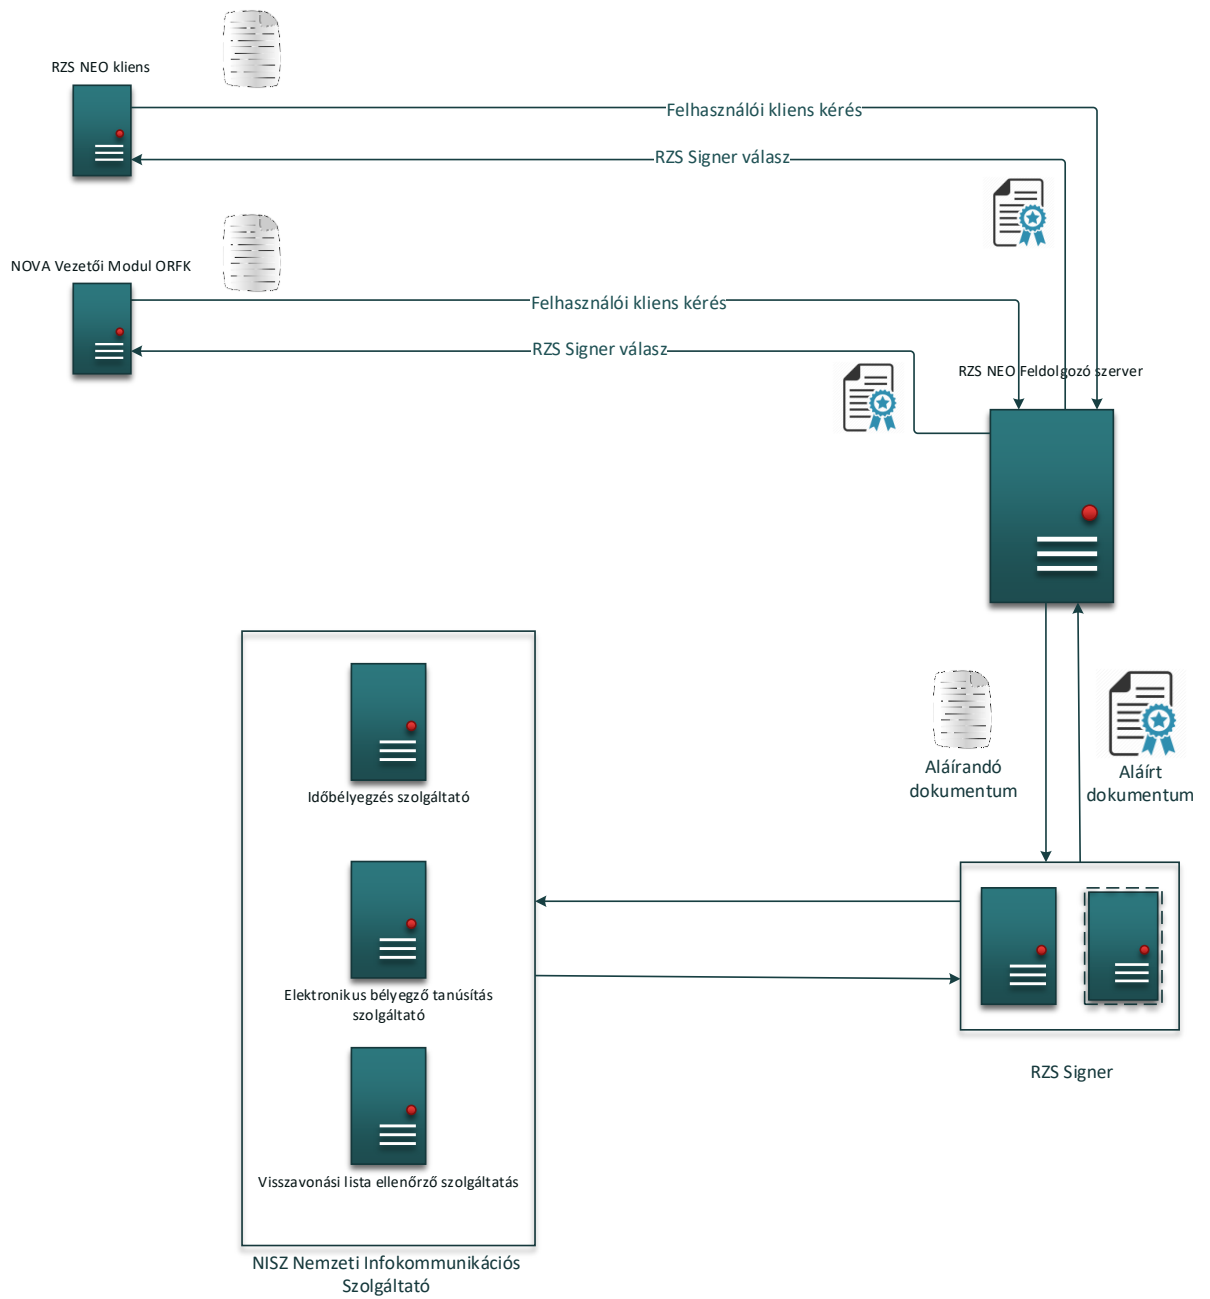 RZS NEO kliens
Felhasználói kliens kérés
RZS Signer válasz
NOVA Vezetői Modul ORFK
Felhasználói kliens kérés
RZS Signer válasz
RZS NEO Feldolgozó szerver
Aláírandó
dokumentum
Aláírt
dokumentum
Időbélyegzés szolgáltató
Elektronikus bélyegző tanúsítás
szolgáltató
RZS Signer
Visszavonási lista ellenőrző szolgáltatás
NISZ Nemzeti Infokommunikációs
Szolgáltató